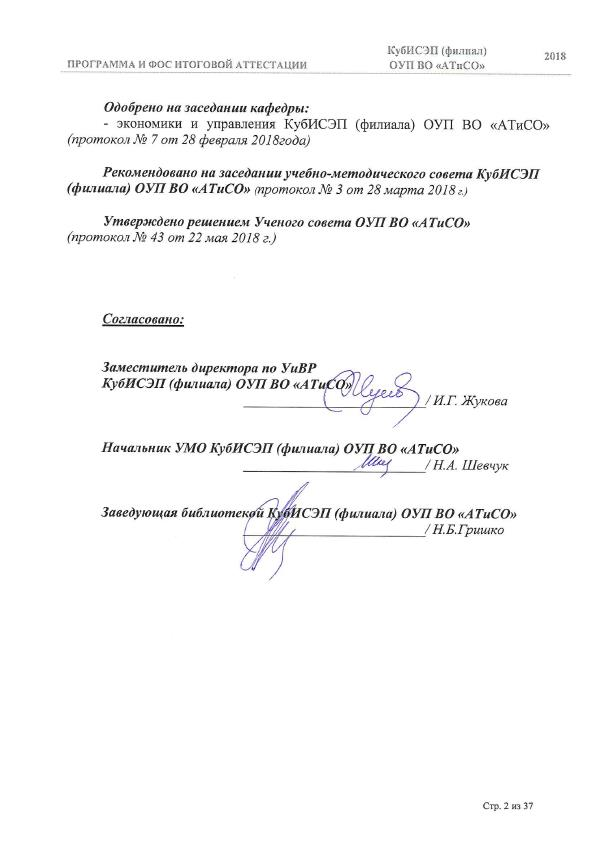 КубИСЭП (филиал)
2018
ПРОГРАММА И ФОС ИТОГОВОЙ АТТЕСТАЦИИ
ОУП ВО «АТиСО»
Одобрено на заседании кафедры:
- экономики и управления КубИСЭП (филиала) ОУП ВО «АТиСО»
(протокол № 7 от 28 февраля 2018года)
Рекомендовано на заседании учебно-методического совета КубИСЭП
(филиала) ОУП ВО «АТиСО» (протокол № 3 от 28 марта 2018 г.)
Утверждено решением Ученого совета ОУП ВО «АТиСО»
(протокол № 43 от 22 мая 2018 г.)
Согласовано:
Заместитель директора по УиВР
КубИСЭП (филиала) ОУП ВО «АТиСО»
/ И.Г. Жукова
Начальник УМО КубИСЭП (филиала) ОУП ВО «АТиСО»
/ Н.А. Шевчук
Заведующая библиотекой КубИСЭП (филиала) ОУП ВО «АТиСО»
/ Н.Б.Гришко
Стр. 2 из 37